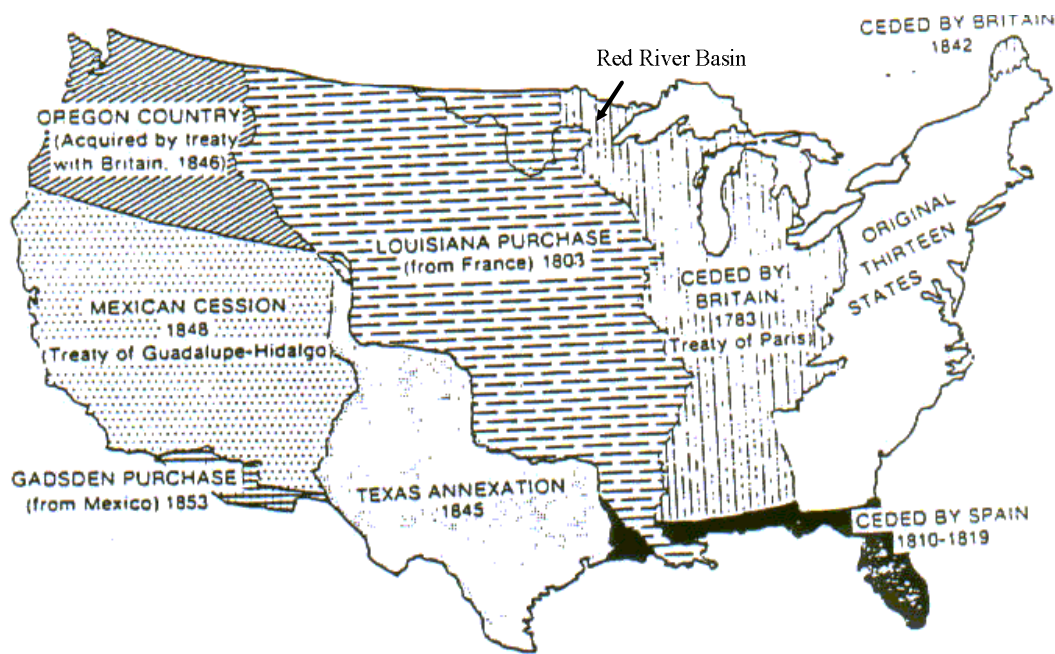 CEDED BY BRITAIN
1842
Red River Basin
OREGON COUNTRY
(Acquired by treaty
with Britain, 1846)
LOUISIANA PURCHASE
(from France) 1803
ORIGINAL
THIRTEEN
STATES
CEDED BY
BRITAIN,
1783
(Treaty of Paris)
MEXICAN CESSION
1848
(Treaty of Guadalupe-Hidalgo)
GADSDEN PURCHASE
(from Mexico) 1853
TEXAS ANNEXATION
1845
CEDED BY SPAIN
1810-1819